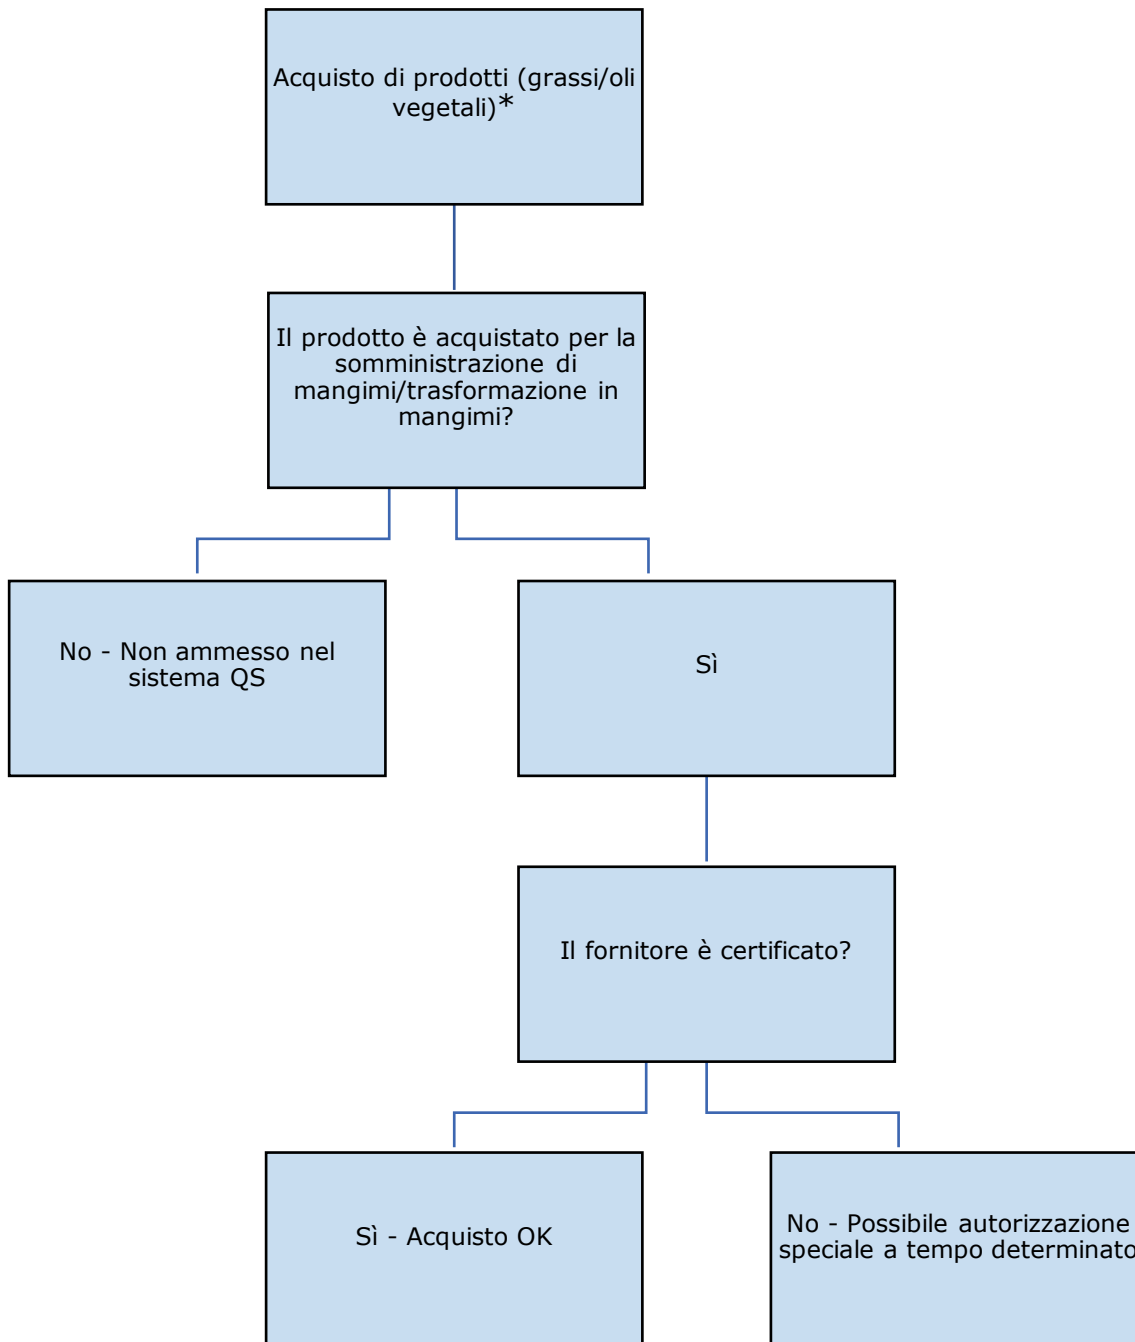 Acquisto di prodotti (grassi/oli
vegetali)*
Il prodotto è acquistato per la
somministrazione di
mangimi/trasformazione in
mangimi?
No - Non ammesso nel
sistema QS
Sì
Il fornitore è certificato?
Sì - Acquisto OK
No - Possibile autorizzazione
speciale a tempo determinato